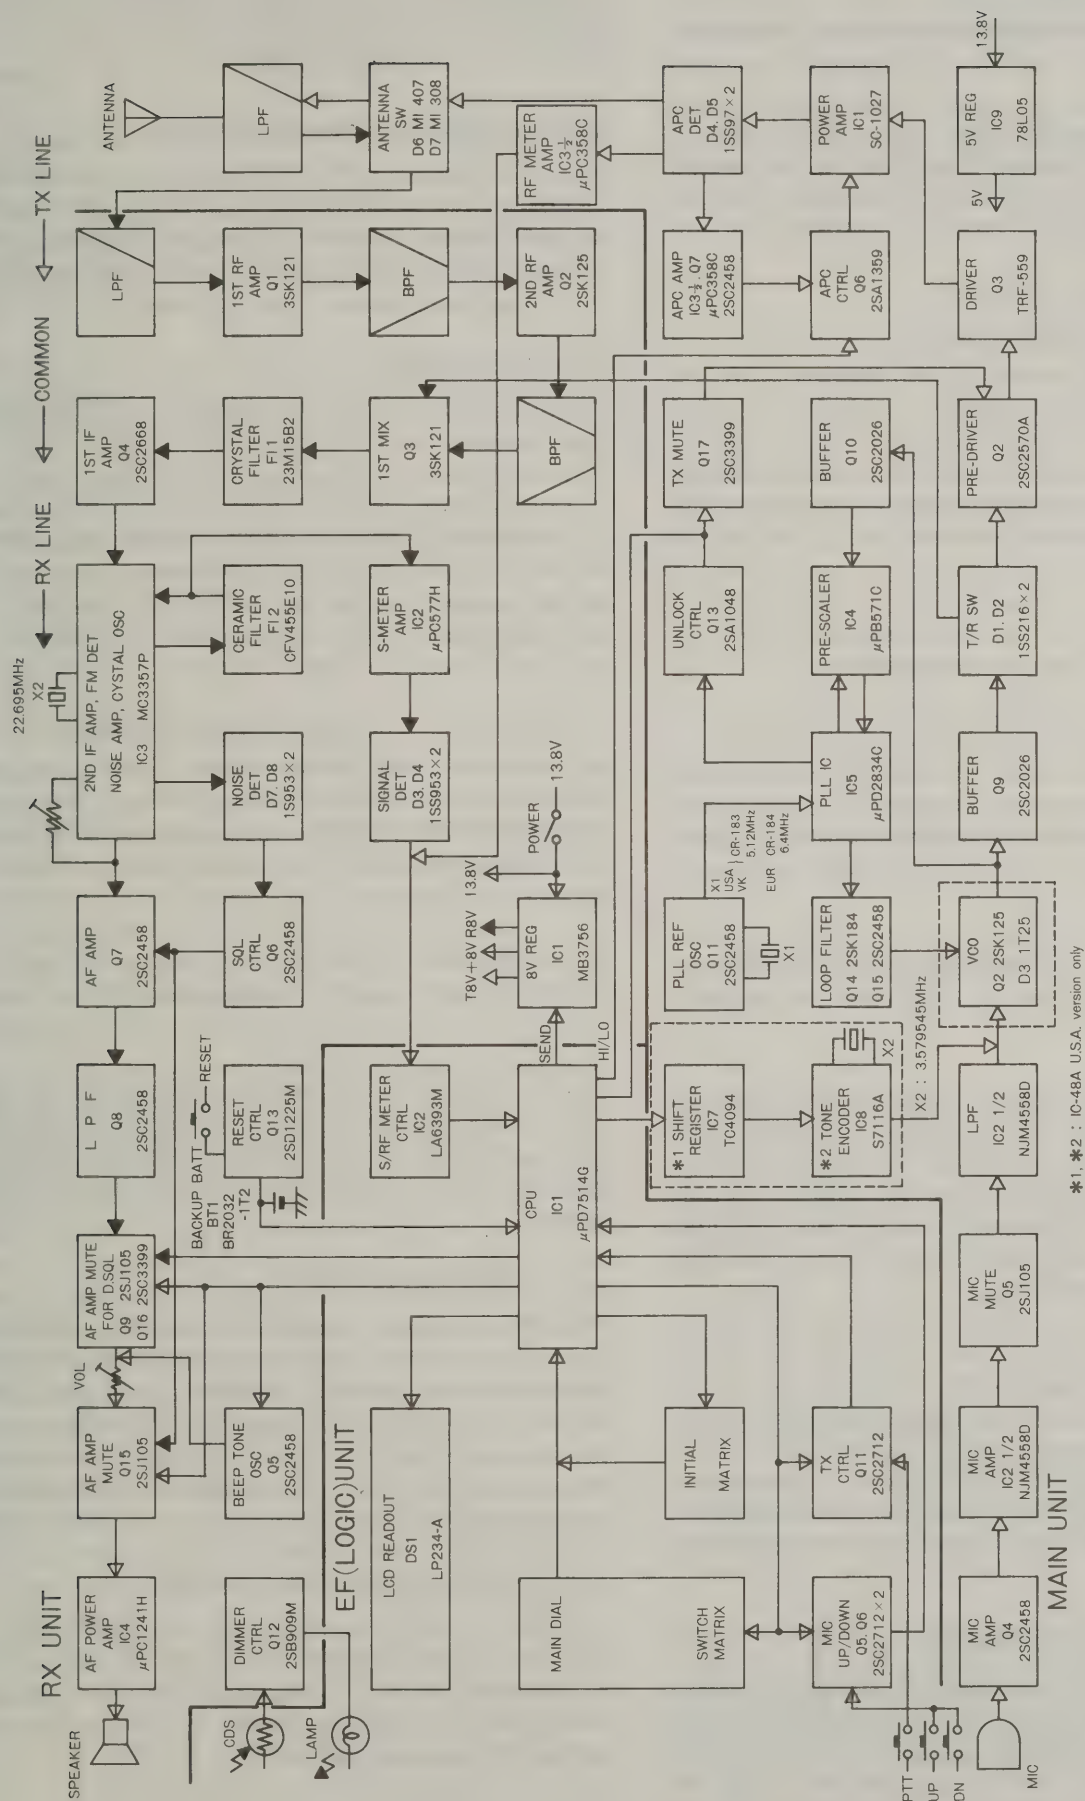 RX UNIT
RX LINE
COMMON
TX LINE
ANTENNA
SPEAKER
AF POWER
AMP
IC4
μPC1241H
AF AMP
MUTE
Q15
2SJ105
VOL
AF AMP MUTE
FOR D.SQL
Q9 2SJ105
Q16 2SC3399
L P F
Q8
2SC2458
AF AMP
Q7
2SC2458
22.695MHz
X2
2ND IF AMP, FM DET
NOISE AMP, CYSTAL OSC
IC3 MC3357P
1ST IF
AMP
Q4
2SC2668
LPF
LPF
CDS
DIMMER
CTRL
Q12
2SB909M
LAMP
BEEP TONE
OSC
Q5
2SC2458
BACKUP BATT
BT1
BR2032
-1T2
RESET
RESET
CTRL
Q13
2SD1225M
SQL
CTRL
Q6
2SC2458
NOISE
DET
D7. D8
1S953×2
CERAMIC
FILTER
FI 2
CFV455E10
CRYSTAL
FILTER
FI 1
23M15B2
1ST RF
AMP
Q1
3SK121
ANTENNA
SW
D6 MI 407
D7 MI 308
EF(LOGIC)UNIT
LCD READOUT
DS1
LP234-A
S/RF METER
CTRL
IC2
LA6393M
SIGNAL
DET
D3. D4
1SS953×2
S-METER
AMP
IC2
μPC577H
1ST MIX
Q3
3SK121
BPF
RF METER
AMP
IC3 ½
μPC358C
MAIN DIAL
SWITCH
MATRIX
CPU
IC1
μPD7514G
SEND
HI/LO
T8V+8V R8V
13.8V
8V REG
IC1
MB3756
POWER
13.8V
BPF
2ND RF
AMP
Q2
2SK125
INITIAL
MATRIX
*1 SHIFT
REGISTER
IC7
TC4094
PLL REF
OSC
Q11
2SC2458
X1
X1
USA
VK
} CR-183
5.12MHz
EUR CR-184
6.4MHz
UNLOCK
CTRL
Q13
2SA1048
TX MUTE
Q17
2SC3399
APC AMP
IC3 ½. Q7
μPC358C
2SC2458
APC
DET
D4. D5
1SS97×2
MIC
UP/DOWN
Q5. Q6
2SC2712×2
TX
CTRL
Q11
2SC2712
*2 TONE
ENCODER
IC8
S7116A
X2
X2 : 3.579545MHz
LOOP FILTER
Q14 2SK184
Q15 2SC2458
PLL IC
IC5
μPD2834C
PRE-SCALER
IC4
μPB571C
BUFFER
Q10
2SC2026
APC
CTRL
Q6
2SA1359
POWER
AMP
IC1
SC-1027
PTT
UP
DN
MIC
MIC
AMP
Q4
2SC2458
MIC
AMP
IC2 1/2
NJM4558D
MIC
MUTE
Q5
2SJ105
LPF
IC2 1/2
NJM4558D
VCO
Q2 2SK125
D3 1T25
BUFFER
Q9
2SC2026
T/R SW
D1. D2
1SS216×2
PRE-DRIVER
Q2
2SC2570A
DRIVER
Q3
TRF-559
5V
5V REG
IC9
78L05
13.8V
MAIN UNIT
*1, *2 : IC-48A U.S.A. version only